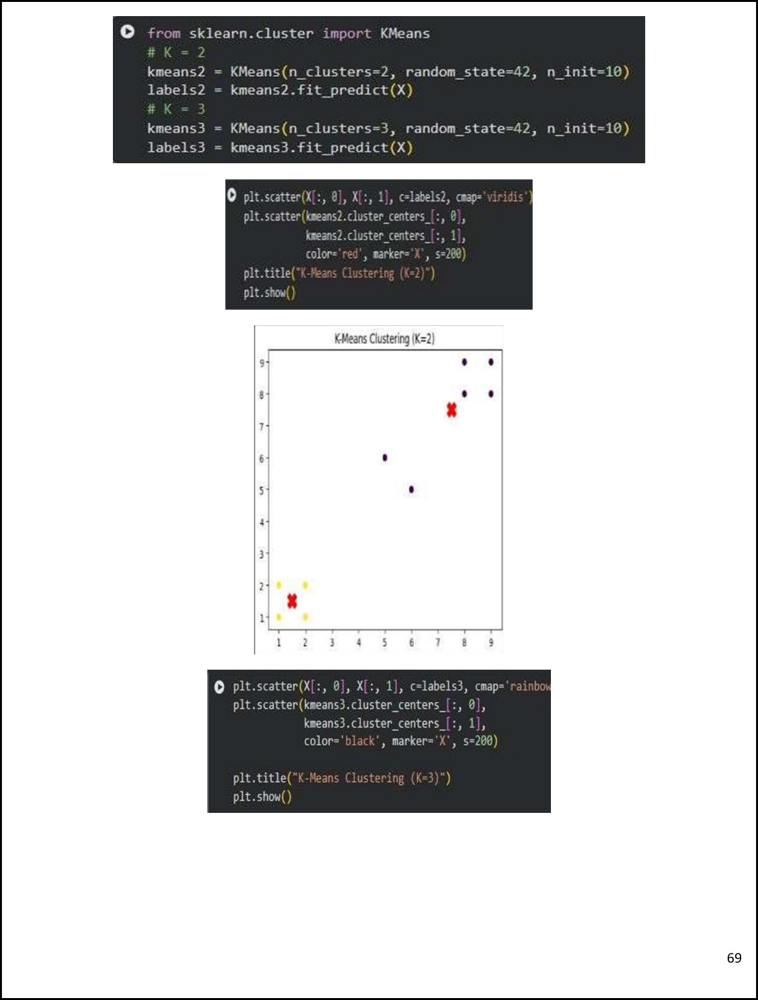 from sklearn.cluster import KMeans
# K = 2
kmeans2 = KMeans(n_clusters=2, random_state=42, n_init=10)
labels2 = kmeans2.fit_predict(X)
# K = 3
kmeans3 = KMeans(n_clusters=3, random_state=42, n_init=10)
labels3 = kmeans3.fit_predict(X)
plt.scatter(X[:, 0], X[:, 1], c=labels2, cmap='viridis')
plt.scatter(kmeans2.cluster_centers_[:, 0],
kmeans2.cluster_centers_[:, 1],
color='red', marker='X', s=200)
plt.title("K-Means Clustering (K=2)")
plt.show()
K-Means Clustering (K=2)
9
8
7
6
5
4
3
2
1
1 2 3 4 5 6 7 8 9
plt.scatter(X[:, 0], X[:, 1], c=labels3, cmap='rainbow
plt.scatter(kmeans3.cluster_centers_[:, 0],
kmeans3.cluster_centers_[:, 1],
color='black', marker='X', s=200)
plt.title("K-Means Clustering (K=3)")
plt.show()
69